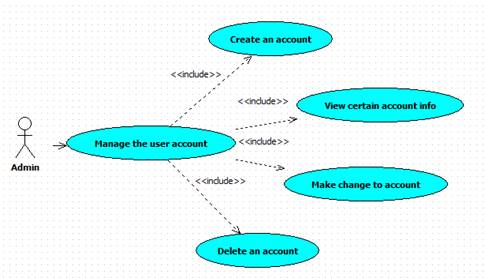 Create an account
<<include>>
<<include>>
View certain account info
Manage the user account
<<include>>
Admin
<<include>>
Make change to account
Delete an account